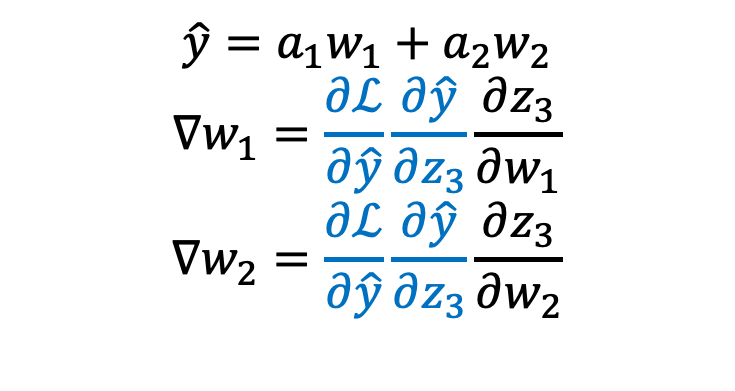 ŷ = a₁w₁ + a₂w₂
∇w₁ = ∂ℒ/∂ŷ ∂ŷ/∂z₃ ∂z₃/∂w₁
∇w₂ = ∂ℒ/∂ŷ ∂ŷ/∂z₃ ∂z₃/∂w₂